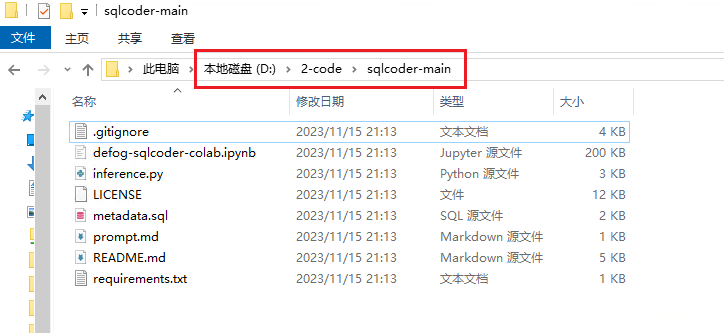 sqlcoder-main
文件 主页 共享 查看
此电脑 本地磁盘 (D:) 2-code sqlcoder-main
名称 修改日期 类型 大小
.gitignore 2023/11/15 21:13 文本文档 4 KB
defog-sqlcoder-colab.ipynb 2023/11/15 21:13 Jupyter 源文件 200 KB
inference.py 2023/11/15 21:13 Python 源文件 3 KB
LICENSE 2023/11/15 21:13 文件 12 KB
metadata.sql 2023/11/15 21:13 SQL 源文件 2 KB
prompt.md 2023/11/15 21:13 Markdown 源文件 1 KB
README.md 2023/11/15 21:13 Markdown 源文件 5 KB
requirements.txt 2023/11/15 21:13 文本文档 1 KB